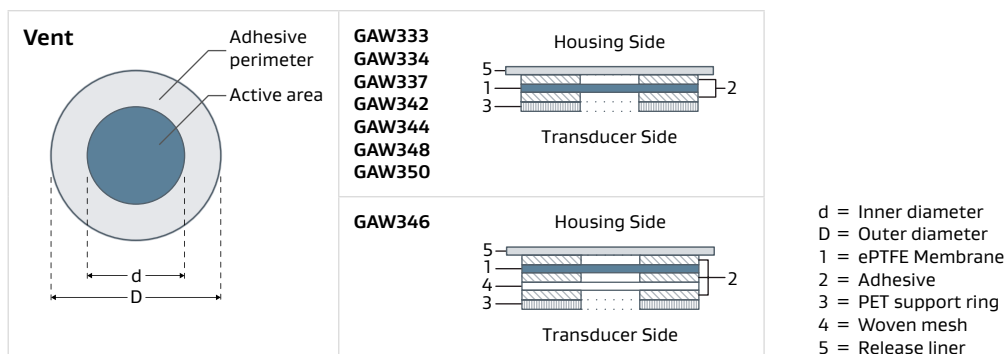 Vent
Adhesive
perimeter
Active area
d
D
GAW333
GAW334
GAW337
GAW342
GAW344
GAW348
GAW350
Housing Side
5
1
2
3
Transducer Side
GAW346
Housing Side
5
1
4
2
3
Transducer Side
d = Inner diameter
D = Outer diameter
1 = ePTFE Membrane
2 = Adhesive
3 = PET support ring
4 = Woven mesh
5 = Release liner